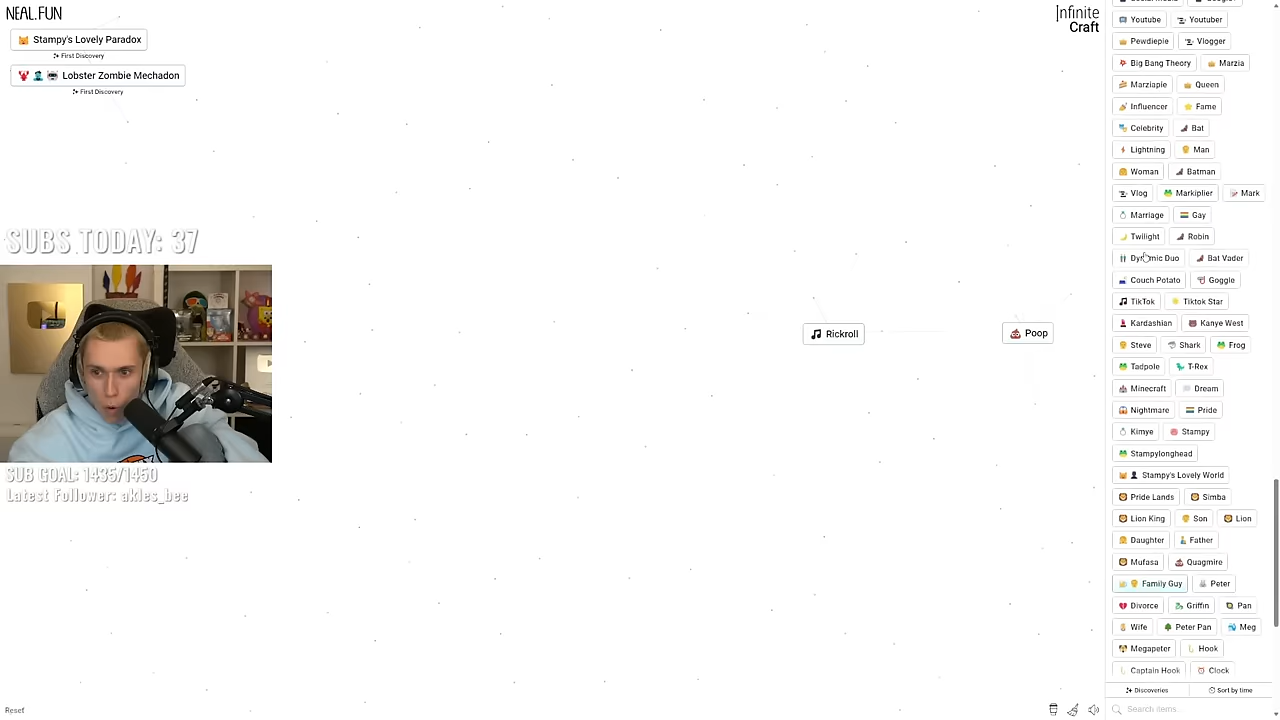 NEAL.FUN
Infinite
Craft
Stampy's Lovely Paradox
First Discovery
Lobster Zombie Mechadon
First Discovery
SUBS TODAY: 37
SUB GOAL: 1435/1450
Latest Follower: akles_bee
Rickroll
Poop
Youtube Youtuber
Pewdiepie Vlogger
Big Bang Theory Marzia
Marziapie Queen
Influencer Fame
Celebrity Bat
Lightning Man
Woman Batman
Vlog Markiplier Mark
Marriage Gay
Twilight Robin
Dynamic Duo Bat Vader
Couch Potato Goggle
TikTok Tiktok Star
Kardashian Kanye West
Steve Shark Frog
Tadpole T-Rex
Minecraft Dream
Nightmare Pride
Kimye Stampy
Stampylonghead
Stampy's Lovely World
Pride Lands Simba
Lion King Son Lion
Daughter Father
Mufasa Quagmire
Family Guy Peter
Divorce Griffin Pan
Wife Peter Pan Meg
Megapeter Hook
Captain Hook Clock
Discoveries Sort by time
Search items...
Reset